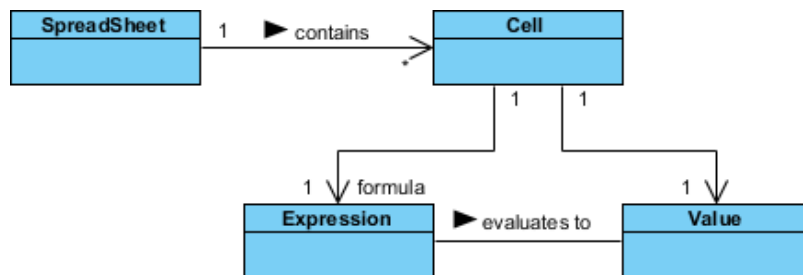 SpreadSheet
1 contains
*
Cell
1 1
1 formula
1
Expression
evaluates to
Value